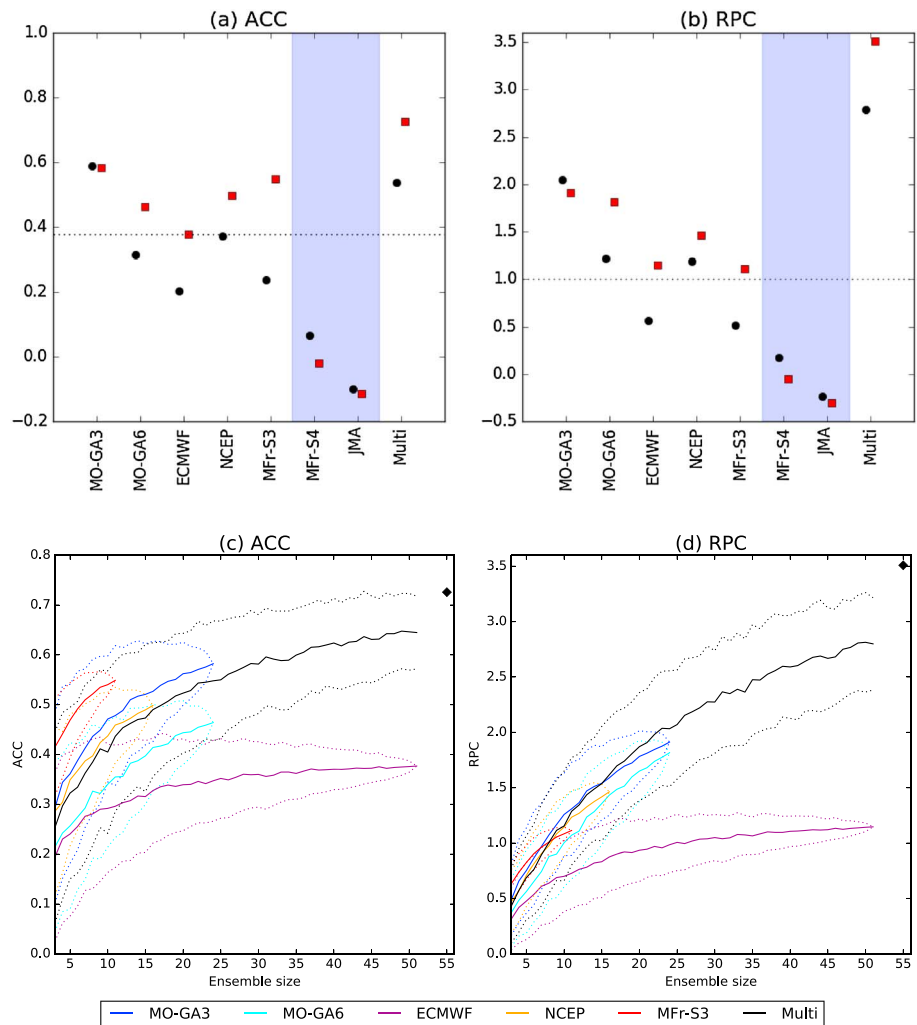 (a) ACC
1.0
0.8
0.6
0.4
0.2
0.0
−0.2
MO-GA3
MO-GA6
ECMWF
NCEP
MFr-S3
MFr-S4
JMA
Multi
(b) RPC
3.5
3.0
2.5
2.0
1.5
1.0
0.5
0.0
−0.5
MO-GA3
MO-GA6
ECMWF
NCEP
MFr-S3
MFr-S4
JMA
Multi
(c) ACC
ACC
0.8
0.7
0.6
0.5
0.4
0.3
0.2
0.1
0.0
5 10 15 20 25 30 35 40 45 50 55
Ensemble size
(d) RPC
RPC
3.5
3.0
2.5
2.0
1.5
1.0
0.5
0.0
5 10 15 20 25 30 35 40 45 50 55
Ensemble size
MO-GA3 MO-GA6 ECMWF NCEP MFr-S3 Multi